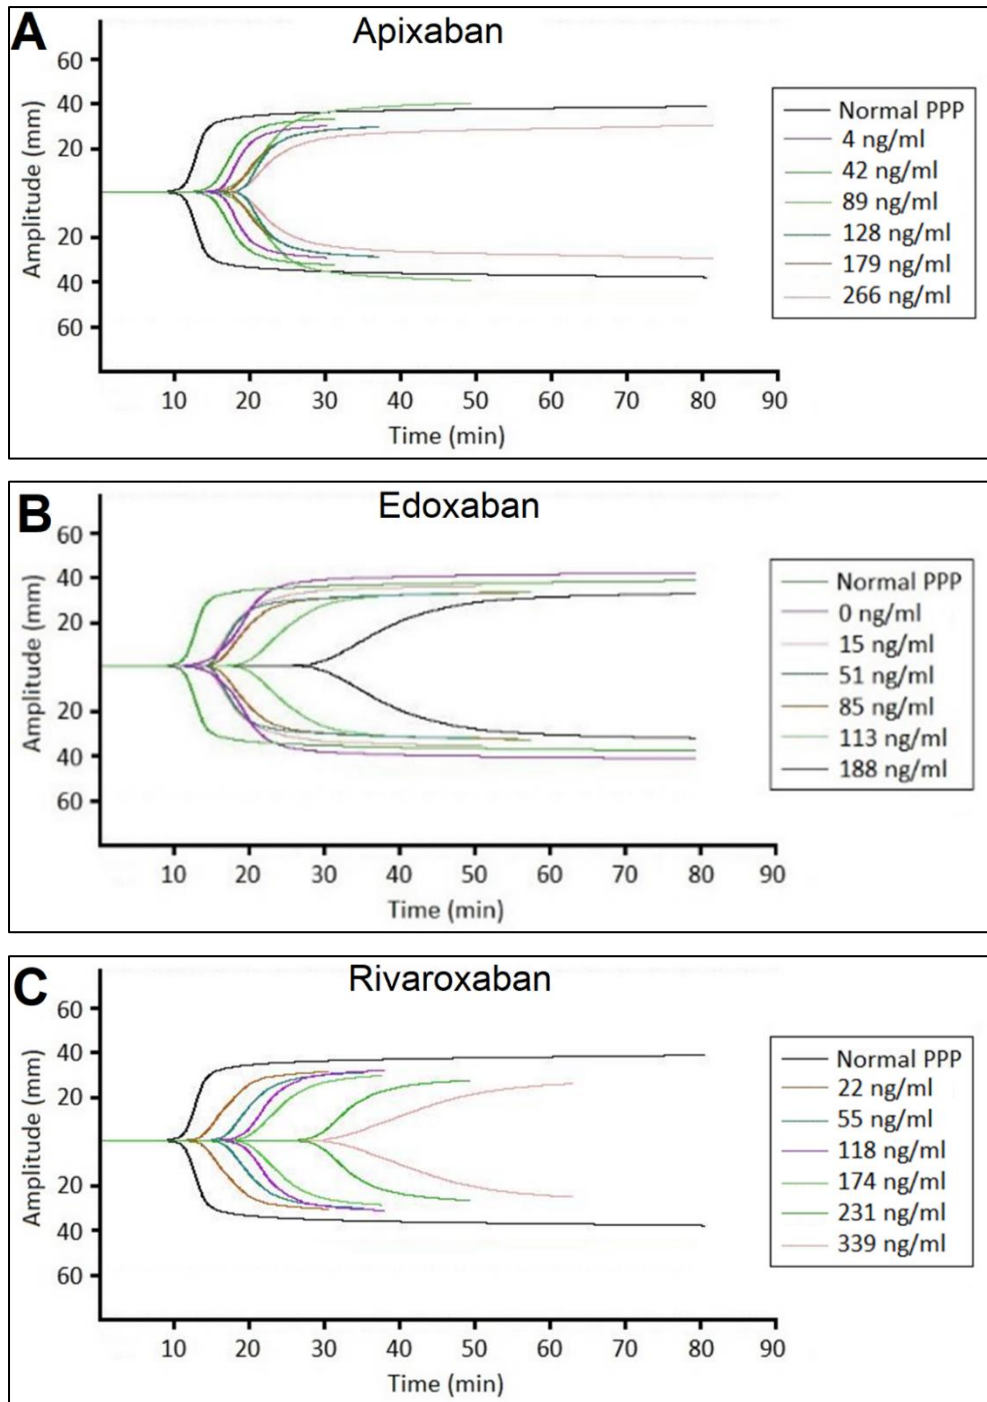 A
Apixaban
60
40
20
20
40
60
Amplitude (mm)
10 20 30 40 50 60 70 80 90
Time (min)
Normal PPP
4 ng/ml
42 ng/ml
89 ng/ml
128 ng/ml
179 ng/ml
266 ng/ml
B
Edoxaban
60
40
20
20
40
60
Amplitude (mm)
10 20 30 40 50 60 70 80 90
Time (min)
Normal PPP
0 ng/ml
15 ng/ml
51 ng/ml
85 ng/ml
113 ng/ml
188 ng/ml
C
Rivaroxaban
60
40
20
20
40
60
Amplitude (mm)
10 20 30 40 50 60 70 80 90
Time (min)
Normal PPP
22 ng/ml
55 ng/ml
118 ng/ml
174 ng/ml
231 ng/ml
339 ng/ml